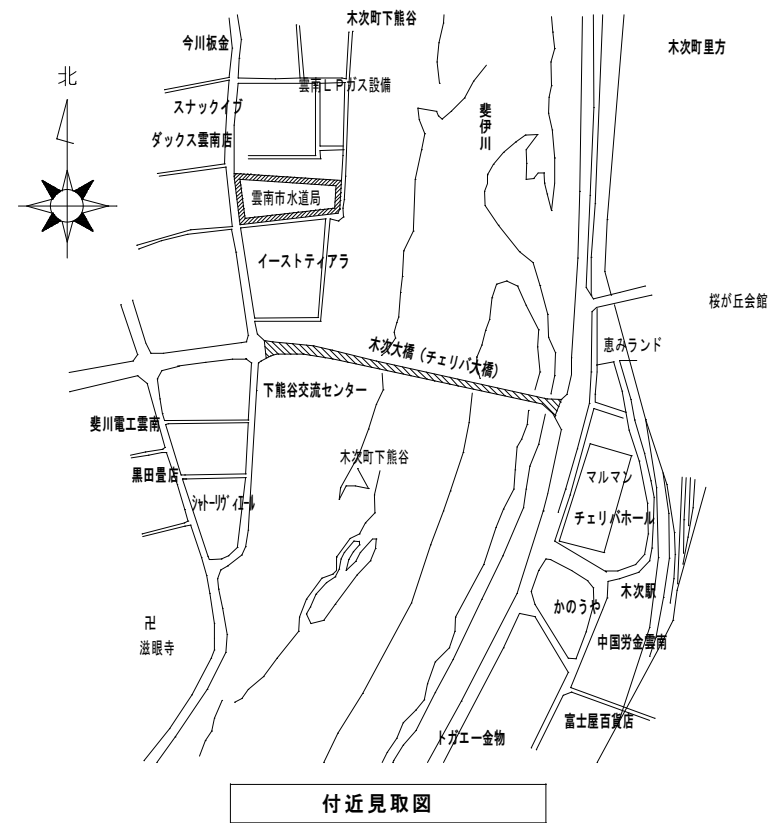 木次町下熊谷
今川板金
木次町里方
北
雲南LPガス設備
スナックイブ
斐伊川
ダックス雲南店
雲南市水道局
イーストティアラ
桜が丘会館
木次大橋（チェリバ大橋）
恵みランド
下熊谷交流センター
斐川電工雲南
木次町下熊谷
黒田畳店
マルマン
シャトーリヴィエール
チェリバホール
木次駅
かのうや
卍
滋眼寺
中国労金雲南
富士屋百貨店
トガエー金物
付近見取図